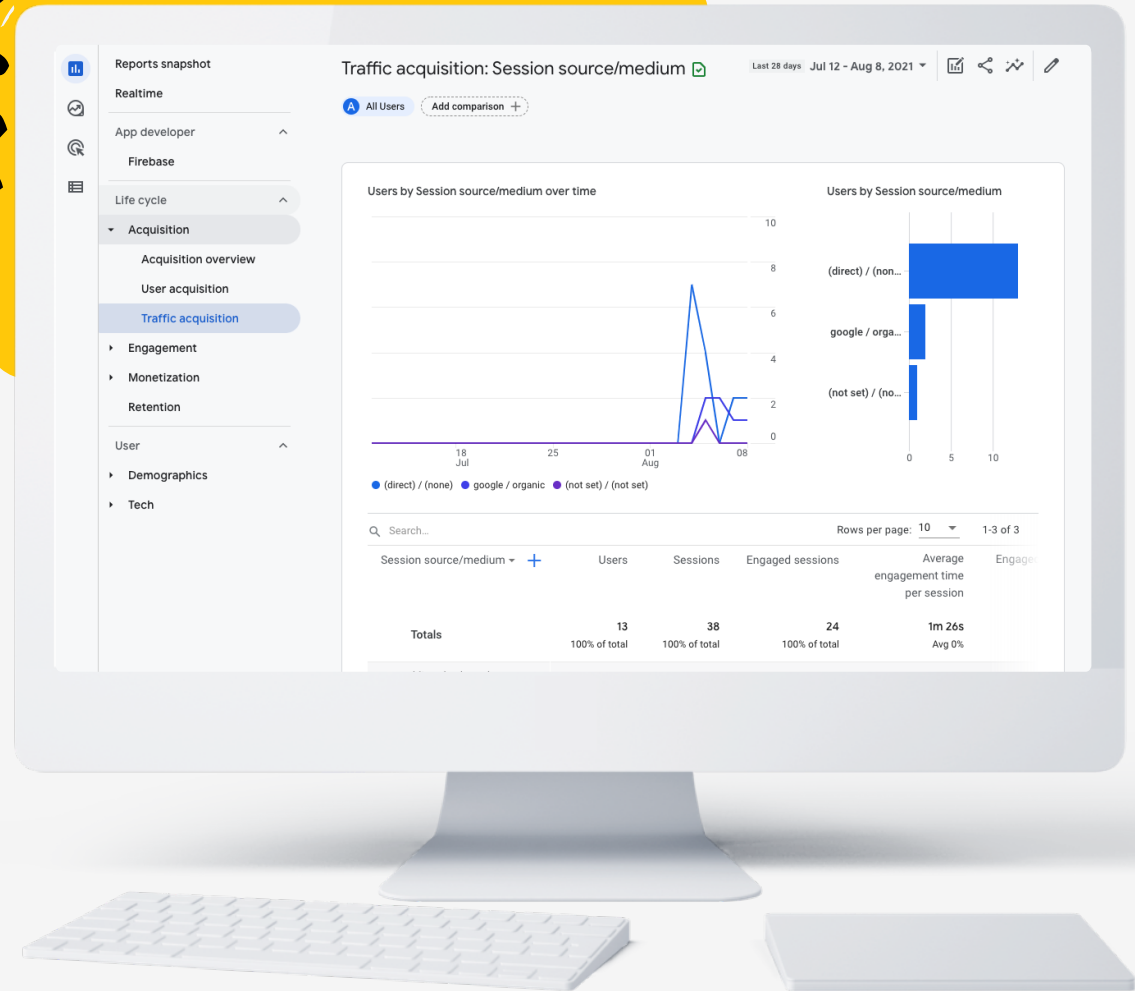 Reports snapshot
Realtime
App developer
Firebase
Life cycle
Acquisition
Acquisition overview
User acquisition
Traffic acquisition
Engagement
Monetization
Retention
User
Demographics
Tech
Traffic acquisition: Session source/medium
Last 28 days Jul 12 - Aug 8, 2021
A All Users Add comparison +
Users by Session source/medium over time
10
8
6
4
2
0
18
Jul
25
01
Aug
08
(direct) / (none) google / organic (not set) / (not set)
Users by Session source/medium
(direct) / (non...
google / orga...
(not set) / (no...
0 5 10
Search...
Rows per page: 10 1-3 of 3
Session source/medium + Users Sessions Engaged sessions Average
engagement time
per session
Engage
Totals 13 38 24 1m 26s
100% of total 100% of total 100% of total Avg 0%